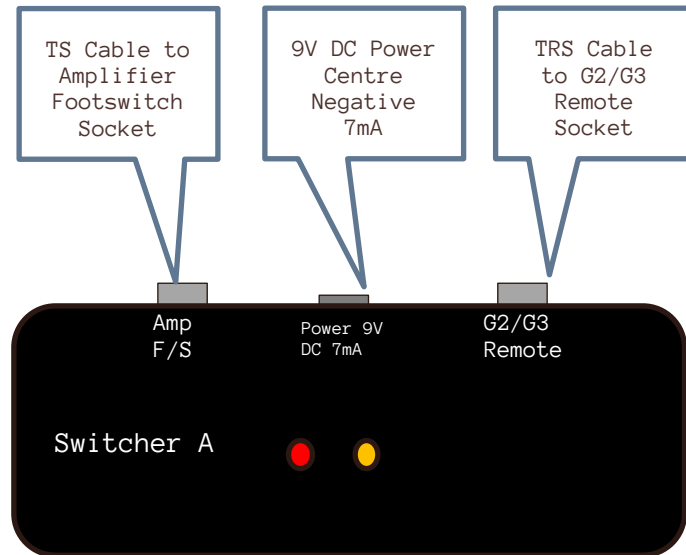 TS Cable to
Amplifier
Footswitch
Socket
9V DC Power
Centre
Negative
7mA
TRS Cable
to G2/G3
Remote
Socket
Amp
F/S
Power 9V
DC 7mA
G2/G3
Remote
Switcher A